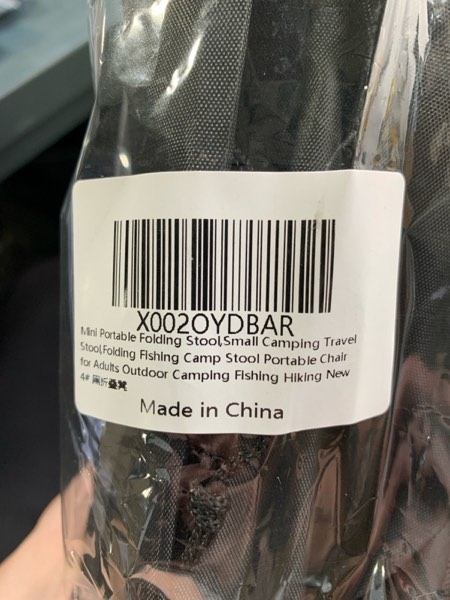 X002OYDBAR
Mini Portable Folding Stool,Small Camping Travel
Stool,Folding Fishing Camp Stool Portable Chair
for Adults Outdoor Camping Fishing Hiking New
4#
Made in China